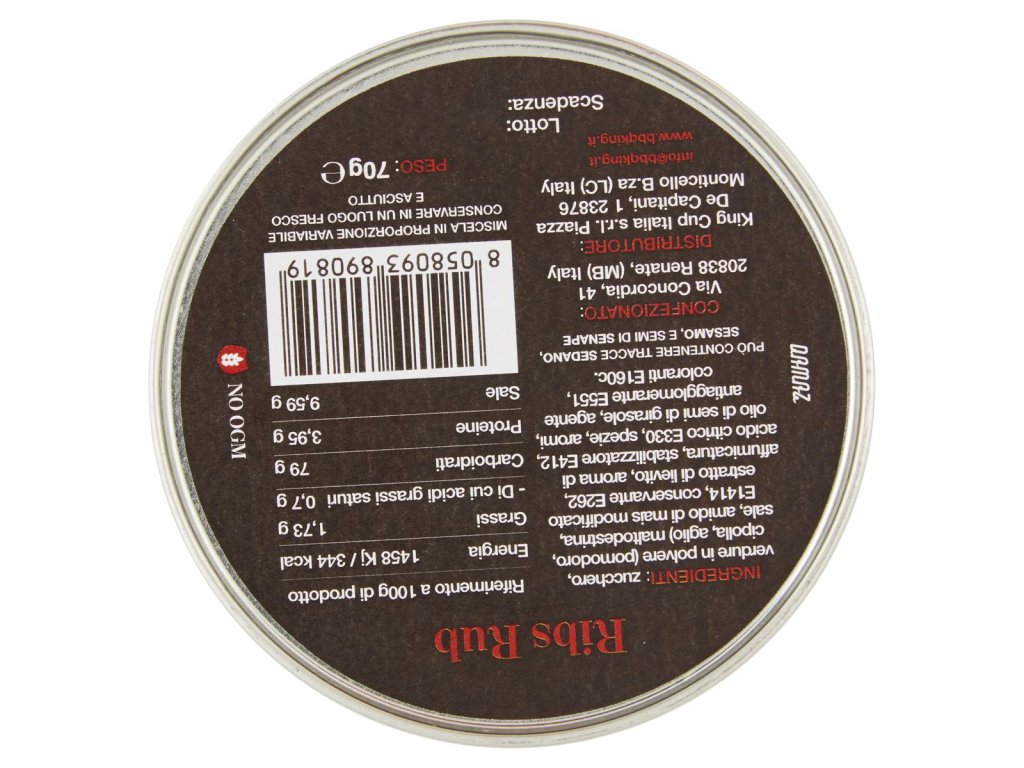 Ribs Rub
INGREDIENTI: zucchero,
verdure in polvere (pomodoro,
cipolla, aglio) maltodestrina,
sale, amido di mais modificato
E1414, conservante E262,
estratto di lievito, aroma di
affumicatura, stabilizzatore E412,
acido citrico E330, spezie, aromi,
olio di semi di girasole, agente
antiagglomerante E551,
coloranti E160c.
PUÒ CONTENERE TRACCE SEDANO,
SESAMO, E SEMI DI SENAPE
CONFEZIONATO:
Via Concordia, 41
20838 Renate, (MB) Italy
DISTRIBUTORE:
King Cup Italia s.r.l. Piazza
De Capitani, 1 23876
Monticello B.za (LC) Italy
info@bbqking.it
www.bbqking.it
Lotto:
Scadenza:
Riferimento a 100g di prodotto
Energia 1458 Kj / 344 kcal
Grassi 1,73 g
- Di cui acidi grassi saturi 0,7 g
Carboidrati 79 g
Proteine 3,95 g
Sale 9,59 g
8 058093 890819
MISCELA IN PROPORZIONE VARIABILE
CONSERVARE IN UN LUOGO FRESCO
E ASCIUTTO
PESO: 70g ℮
NO OGM